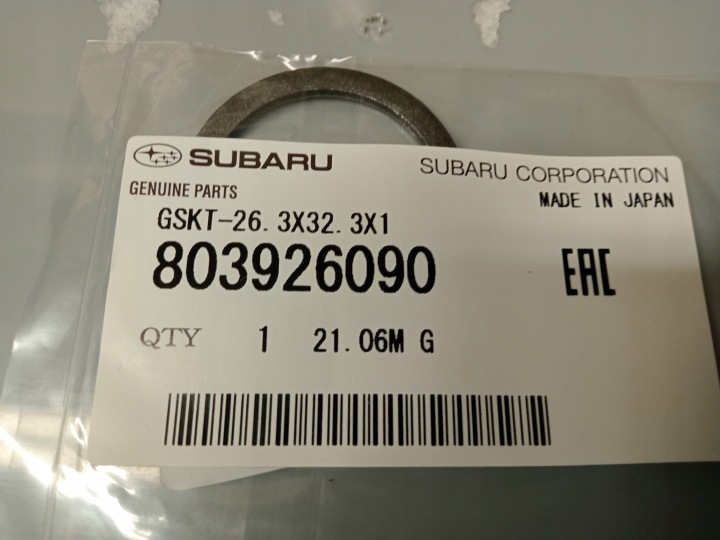 SUBARU
SUBARU CORPORATION
GENUINE PARTS
MADE IN JAPAN
GSKT-26.3X32.3X1
803926090
EAC
QTY 1 21.06M G